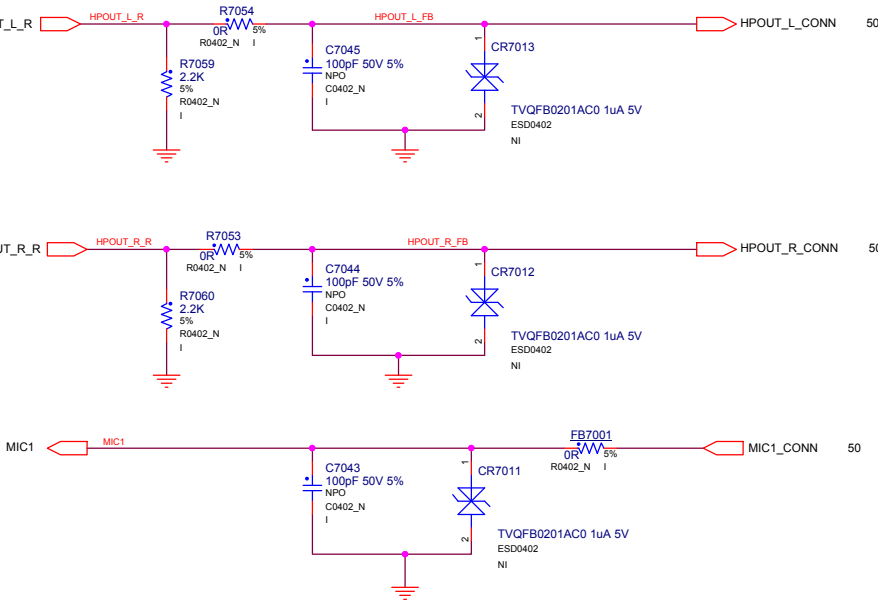 T_L_R
HPOUT_L_R
R7054
0R
5%
R0402_N I
HPOUT_L_FB
HPOUT_L_CONN
50
R7059
2.2K
5%
R0402_N
I
C7045
100pF 50V 5%
NPO
C0402_N
I
1
CR7013
2
TVQFB0201AC0 1uA 5V
ESD0402
NI
UT_R_R
HPOUT_R_R
R7053
0R
5%
R0402_N I
HPOUT_R_FB
HPOUT_R_CONN
50
R7060
2.2K
5%
R0402_N
I
C7044
100pF 50V 5%
NPO
C0402_N
I
1
CR7012
2
TVQFB0201AC0 1uA 5V
ESD0402
NI
MIC1
MIC1
FB7001
0R
5%
R0402_N I
MIC1_CONN
50
C7043
100pF 50V 5%
NPO
C0402_N
I
1
CR7011
2
TVQFB0201AC0 1uA 5V
ESD0402
NI